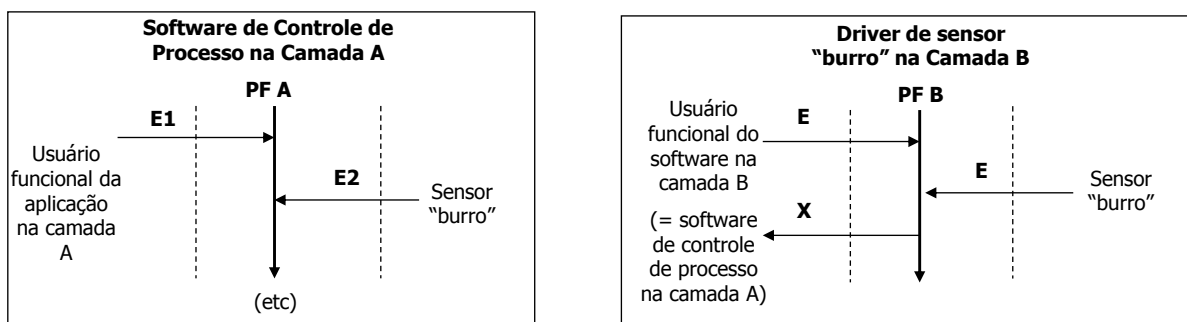 Software de Controle de
Processo na Camada A
PF A
E1
Usuário
funcional da
aplicação
na camada
A
E2
Sensor
“burro”
(etc)
Driver de sensor
“burro” na Camada B
PF B
Usuário
funcional do
software na
camada B
(= software
de controle
de processo
na camada A)
E
E
X
Sensor
“burro”